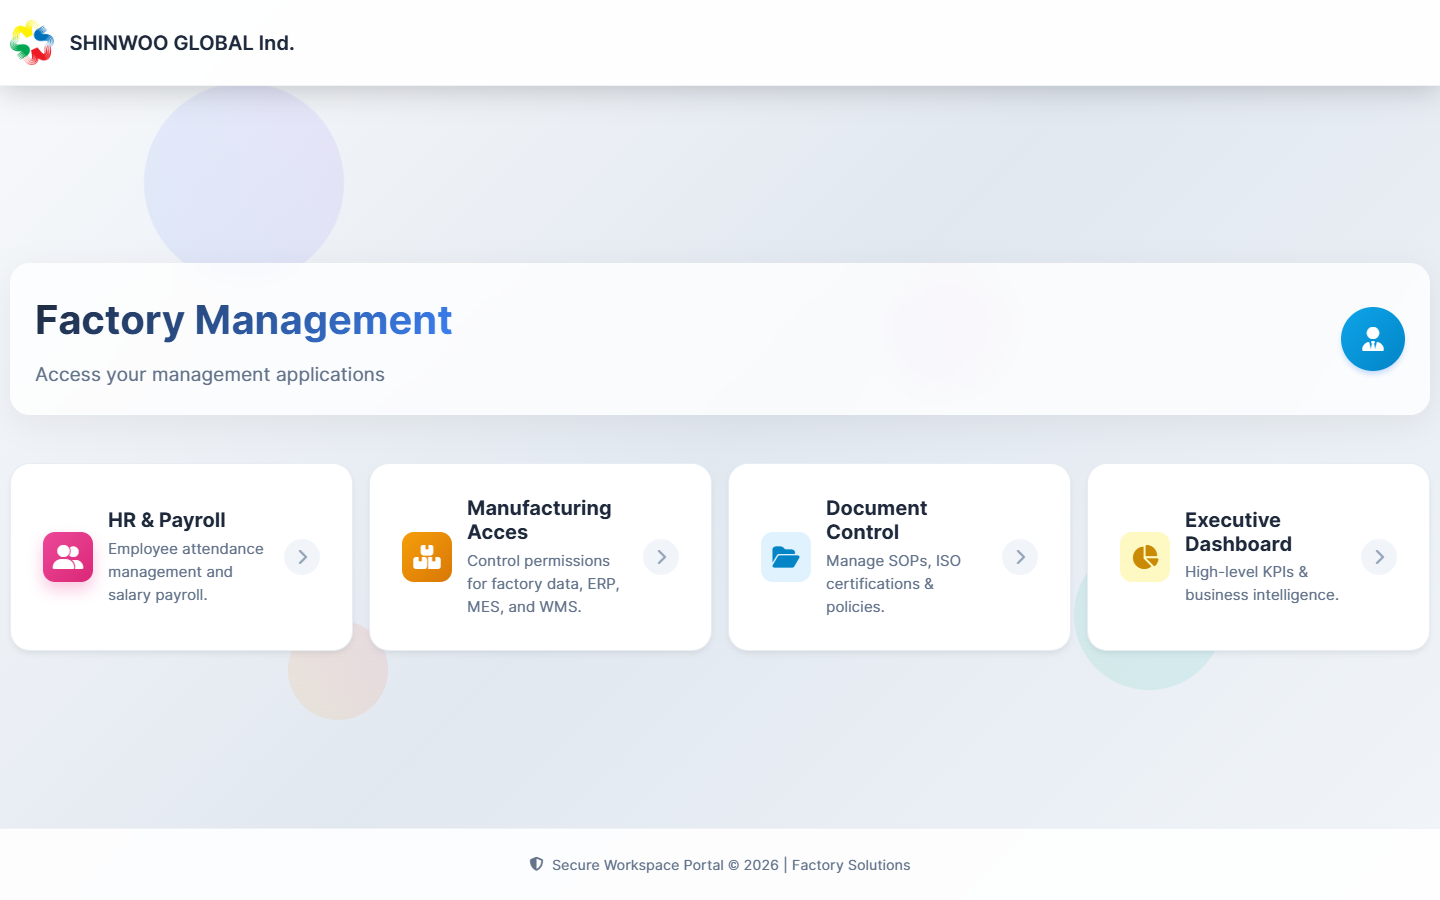 SHINWOO GLOBAL Ind.
Factory Management
Access your management applications
HR & Payroll
Employee attendance
management and
salary payroll.
Manufacturing
Acces
Control permissions
for factory data, ERP,
MES, and WMS.
Document
Control
Manage SOPs, ISO
certifications &
policies.
Executive
Dashboard
High-level KPIs &
business intelligence.
Secure Workspace Portal © 2026 | Factory Solutions